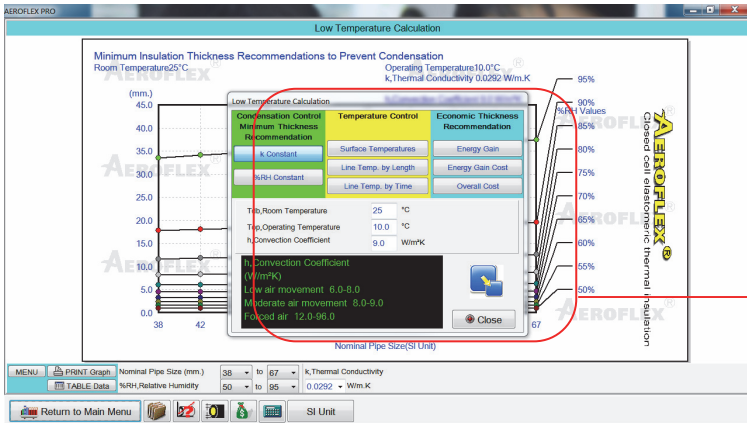 AEROFLEX PRO
Low Temperature Calculation
Minimum Insulation Thickness Recommendations to Prevent Condensation
Room Temperature25°C
Operating Temperature10.0°C
k,Thermal Conductivity 0.0292 W/m.K
AEROFLEX®
(mm.)
45.0
40.0
35.0
30.0
25.0
20.0
15.0
10.0
5.0
0.0
38 42
67
Nominal Pipe Size(SI Unit)
95%
90%
%RH Values
85%
80%
75%
70%
65%
60%
55%
50%
AEROFLEX®
Closed cell elastomeric thermal insulation
AEROFLEX
AEROFLEX
AEROFLEX
AEROFLEX
Low Temperature Calculation
Condensation Control
Minimum Thickness
Recommendation
k Constant
%RH Constant
Temperature Control
Surface Temperatures
Line Temp. by Length
Line Temp. by Time
Economic Thickness
Recommendation
Energy Gain
Energy Gain Cost
Overall Cost
Tdb,Room Temperature 25 °C
Top,Operating Temperature 10.0 °C
h,Convection Coefficient 9.0 W/m²K
h,Convection Coefficient
(W/m²K)
Low air movement 6.0-8.0
Moderate air movement 8.0-9.0
Forced air 12.0-96.0
Close
MENU PRINT Graph Nominal Pipe Size (mm.) 38 to 67 k,Thermal Conductivity
TABLE Data %RH,Relative Humidity 50 to 95 0.0292 W/m.K
Return to Main Menu SI Unit